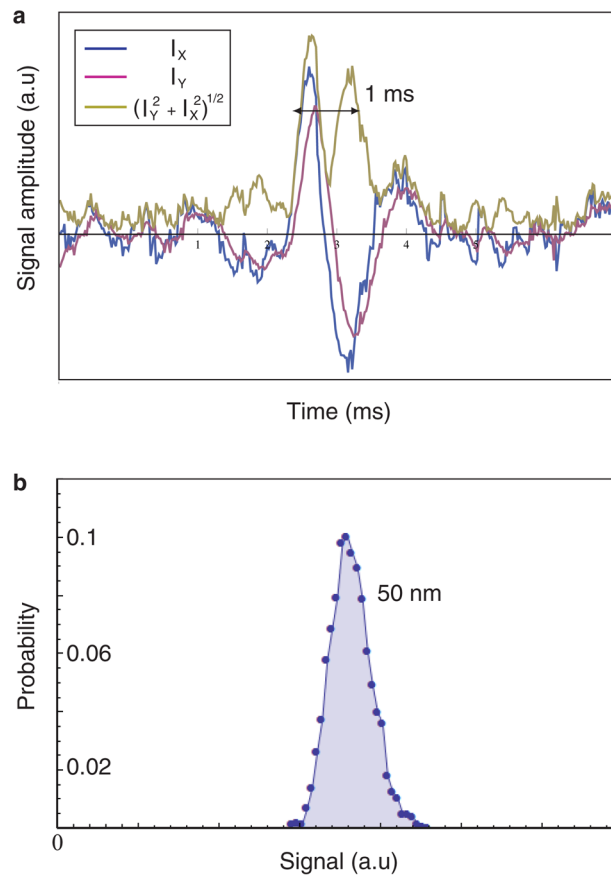 a
Signal amplitude (a.u)
I_X
I_Y
(I_Y^2 + I_X^2)^1/2
1 ms
1 2 3 4 5
Time (ms)
b
Probability
0.1
0.06
0.02
0
50 nm
Signal (a.u)